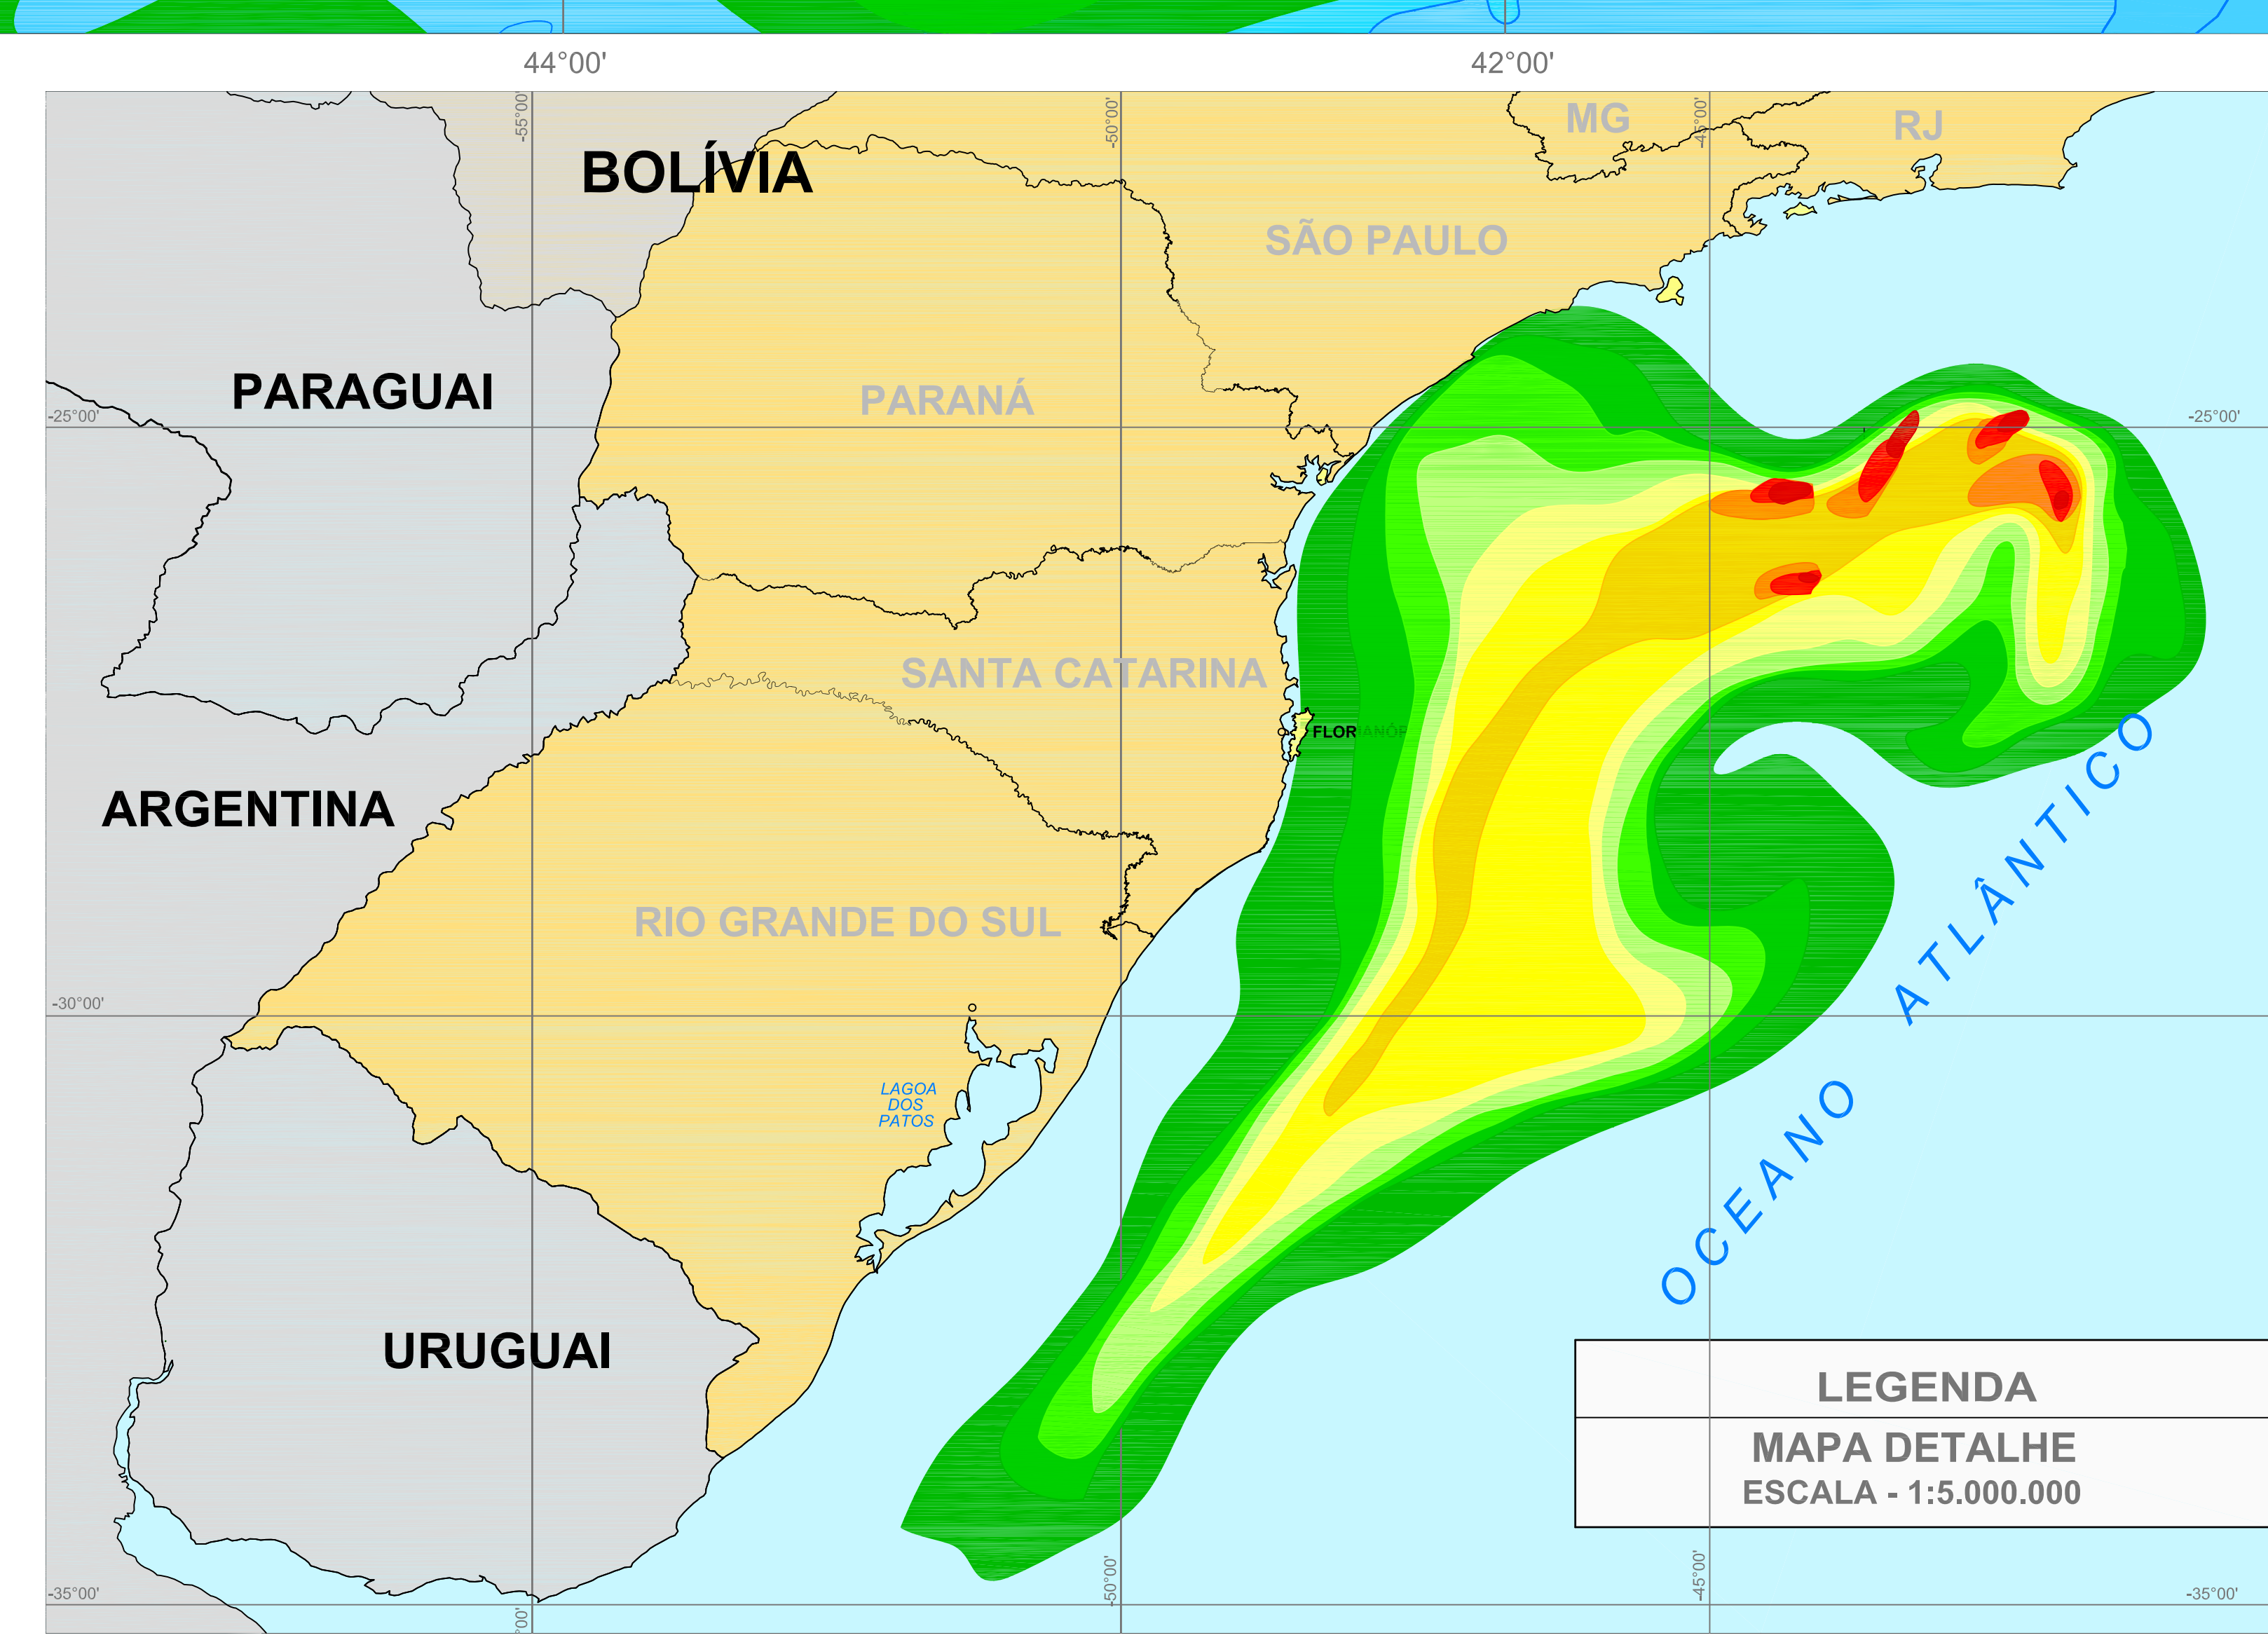 44°00'
42°00'
-55°00'
-50°00'
-45°00'
MG
RJ
BOLÍVIA
SÃO PAULO
PARAGUAI
PARANÁ
-25°00'
-25°00'
SANTA CATARINA
FLORIANÓP
ARGENTINA
RIO GRANDE DO SUL
OCEANO ATLÂNTICO
-30°00'
LAGOA
DOS
PATOS
URUGUAI
LEGENDA
MAPA DETALHE
ESCALA - 1:5.000.000
-35°00'
00'
-50°00'
-45°00'
-35°00'